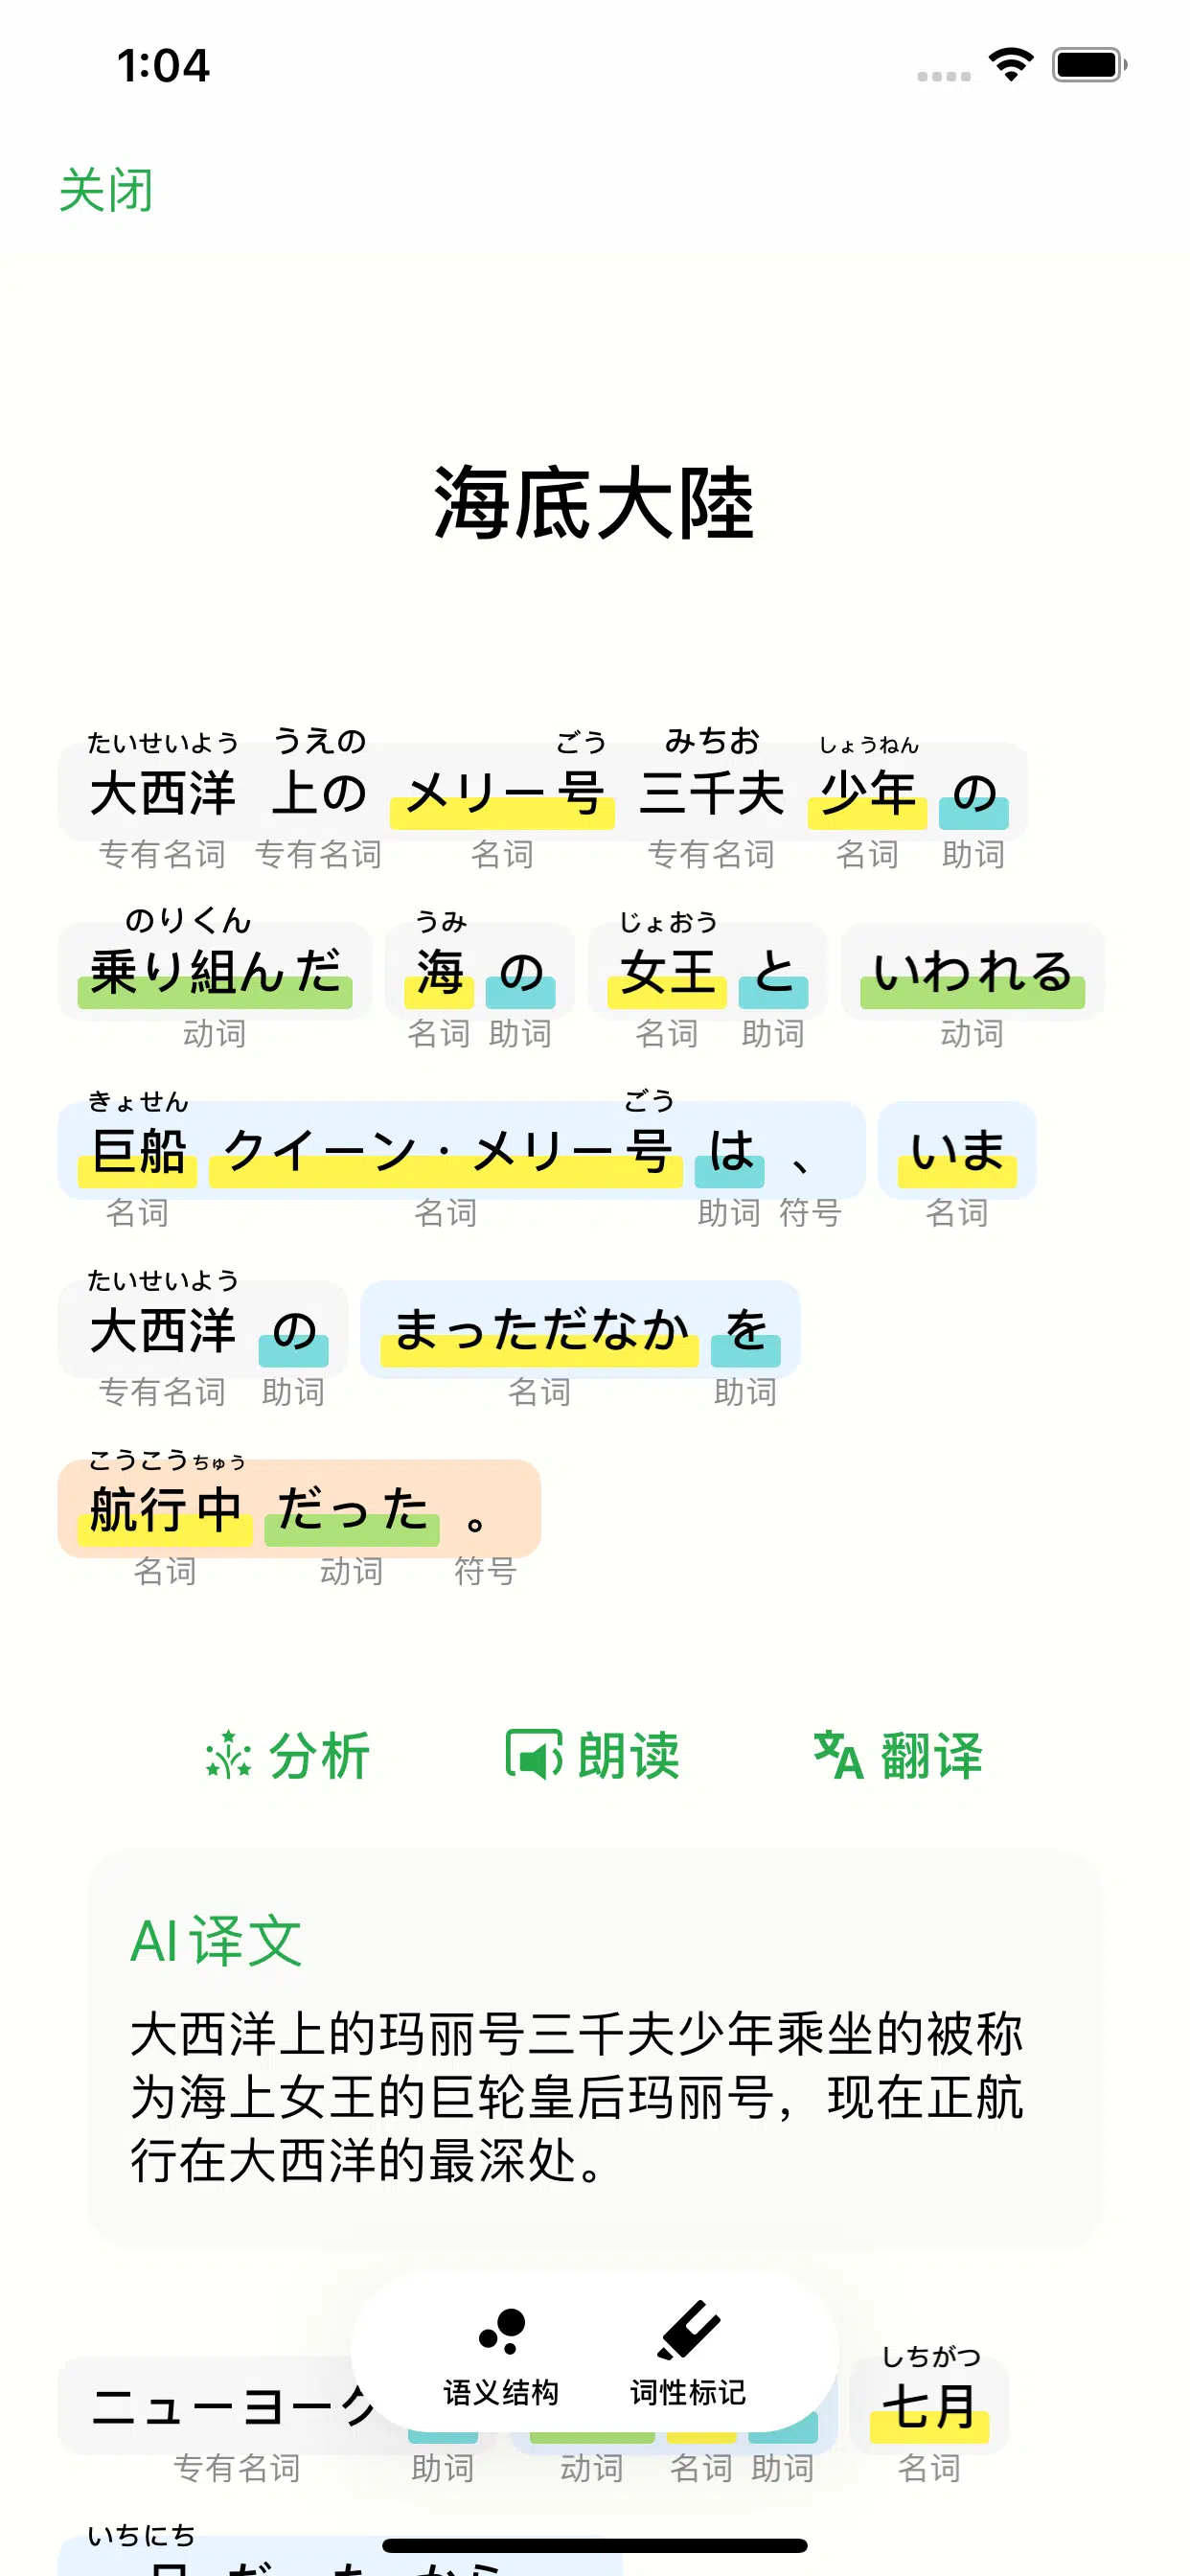 1:04
关闭
海底大陸
たいせいよう うえの ごう みちお しょうねん
大西洋 上の メリー号 三千夫 少年 の
专有名词 专有名词 名词 专有名词 名词 助词
のりくん うみ じょおう
乗り組んだ 海 の 女王 と いわれる
动词 名词 助词 名词 助词 动词
きょせん ごう
巨船 クイーン・メリー号 は 、 いま
名词 名词 助词 符号 名词
たいせいよう
大西洋 の まっただなか を
专有名词 助词 名词 助词
こうこうちゅう
航行中 だった 。
名词 动词 符号
分析 朗读 翻译
AI译文
大西洋上的玛丽号三千夫少年乘坐的被称
为海上女王的巨轮皇后玛丽号，现在正航
行在大西洋的最深处。
语义结构 词性标记
しちがつ
ニューヨーク 七月
专有名词 助词 动词 名词 助词 名词
いちにち